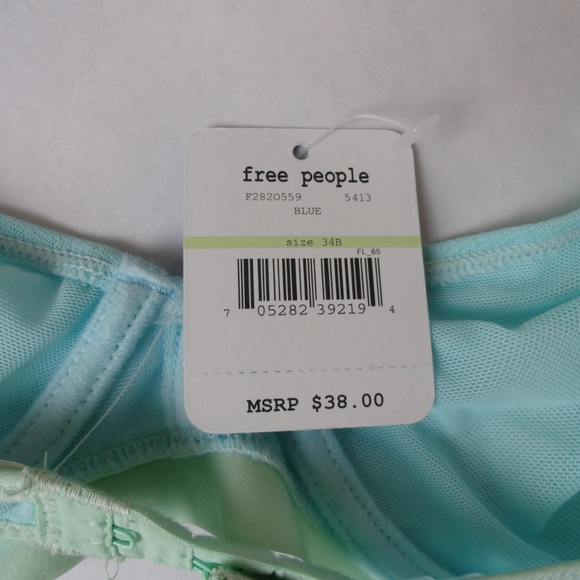 free people
F2820559 5413
BLUE
size 34B
FL_65
7 05282 39219 4
MSRP $38.00